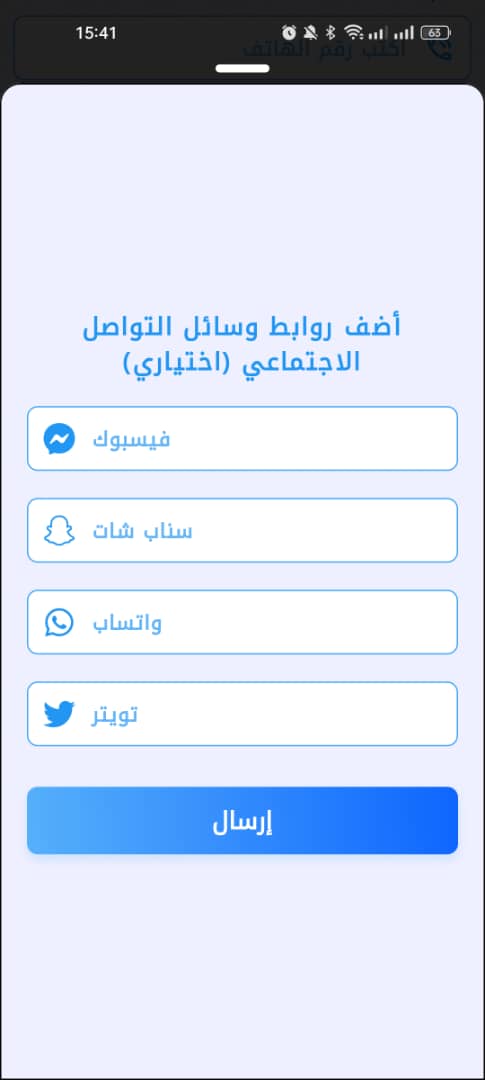 15:41
63
اكتب رقم الهاتف
أضف روابط وسائل التواصل
الاجتماعي (اختياري)
فيسبوك
سناب شات
واتساب
تويتر
إرسال